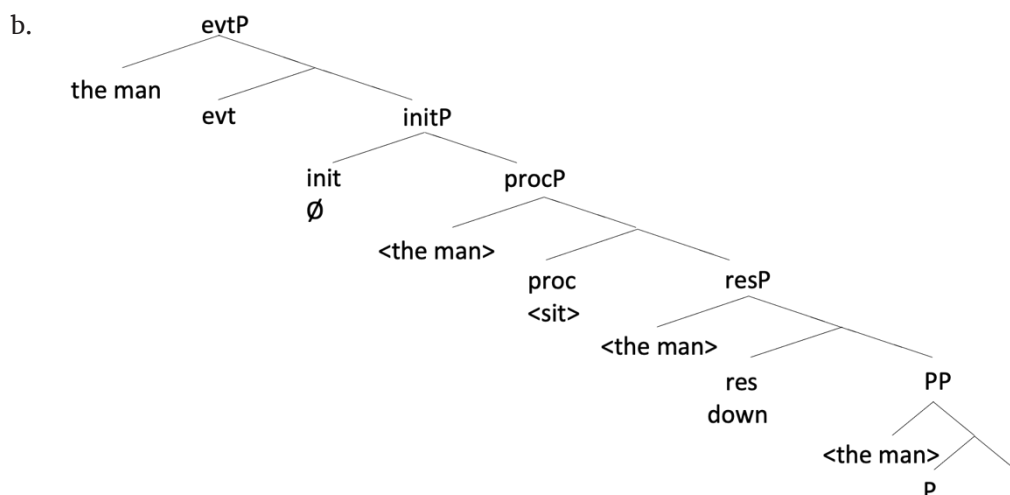 b.
evtP
the man
evt
initP
init
procP
Ø
<the man>
proc
resP
<sit>
<the man>
res
PP
down
<the man>
P